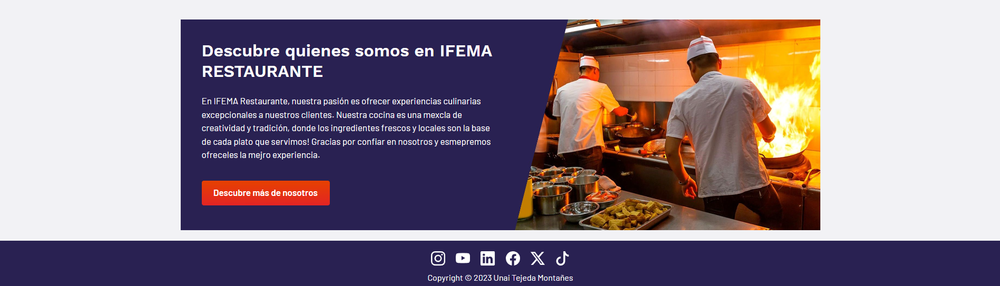 Descubre quienes somos en IFEMA
RESTAURANTE
En IFEMA Restaurante, nuestra pasión es ofrecer experiencias culinarias
excepcionales a nuestros clientes. Nuestra cocina es una mexcla de
creatividad y tradición, donde los ingredientes frescos y locales son la base
de cada plato que servimos! Gracias por confiar en nosotros y esmepremos
ofreceles la mejro experiencia.
Descubre más de nosotros
Copyright © 2023 Unai Tejeda Montañes